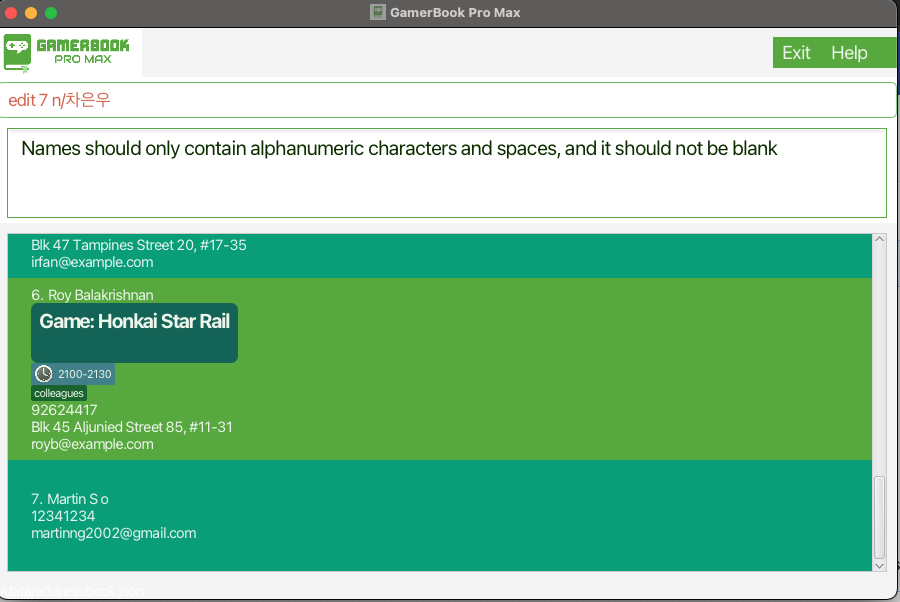 GamerBook Pro Max
GAMERBOOK
PRO MAX
Exit Help
edit 7 n/차은우
Names should only contain alphanumeric characters and spaces, and it should not be blank
Blk 47 Tampines Street 20, #17-35
irfan@example.com
6. Roy Balakrishnan
Game: Honkai Star Rail
2100-2130
colleagues
92624417
Blk 45 Aljunied Street 85, #11-31
royb@example.com
7. Martin S o
12341234
martinng2002@gmail.com
/data/addressbook.json